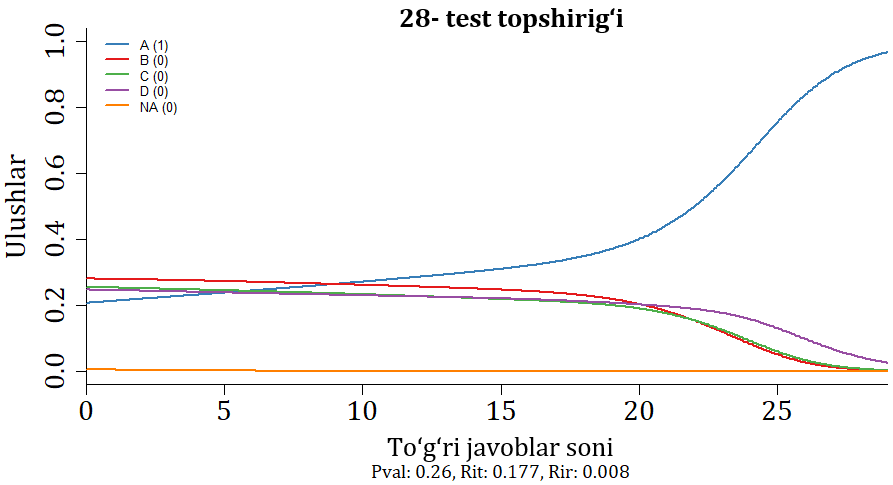 28- test topshirig‘i
A (1)
B (0)
C (0)
D (0)
NA (0)
Ulushlar
1.0
0.8
0.6
0.4
0.2
0.0
0 5 10 15 20 25
To‘g‘ri javoblar soni
Pval: 0.26, Rit: 0.177, Rir: 0.008